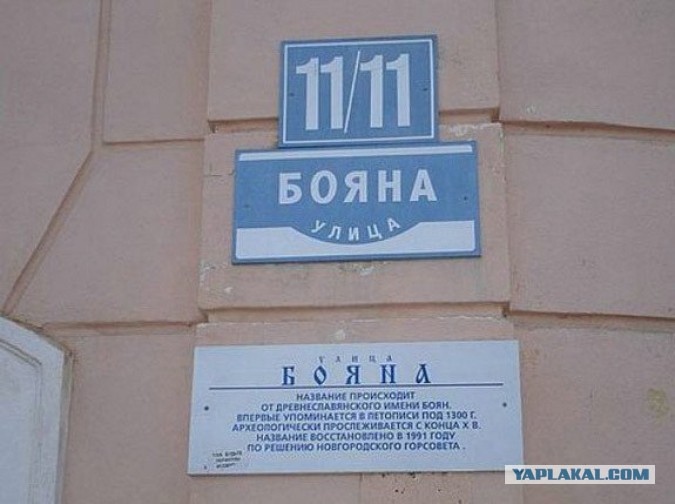 11/11
БОЯНА
УЛИЦА
УЛИЦА
БОЯНА
НАЗВАНИЕ ПРОИСХОДИТ
ОТ ДРЕВНЕСЛАВЯНСКОГО ИМЕНИ БОЯН.
ВПЕРВЫЕ УПОМИНАЕТСЯ В ЛЕТОПИСИ ПОД 1300 Г.
АРХЕОЛОГИЧЕСКИ ПРОСЛЕЖИВАЕТСЯ С КОНЦА X В.
НАЗВАНИЕ ВОССТАНОВЛЕНО В 1991 ГОДУ
ПО РЕШЕНИЮ НОВГОРОДСКОГО ГОРСОВЕТА .
YAPLAKAL.COM